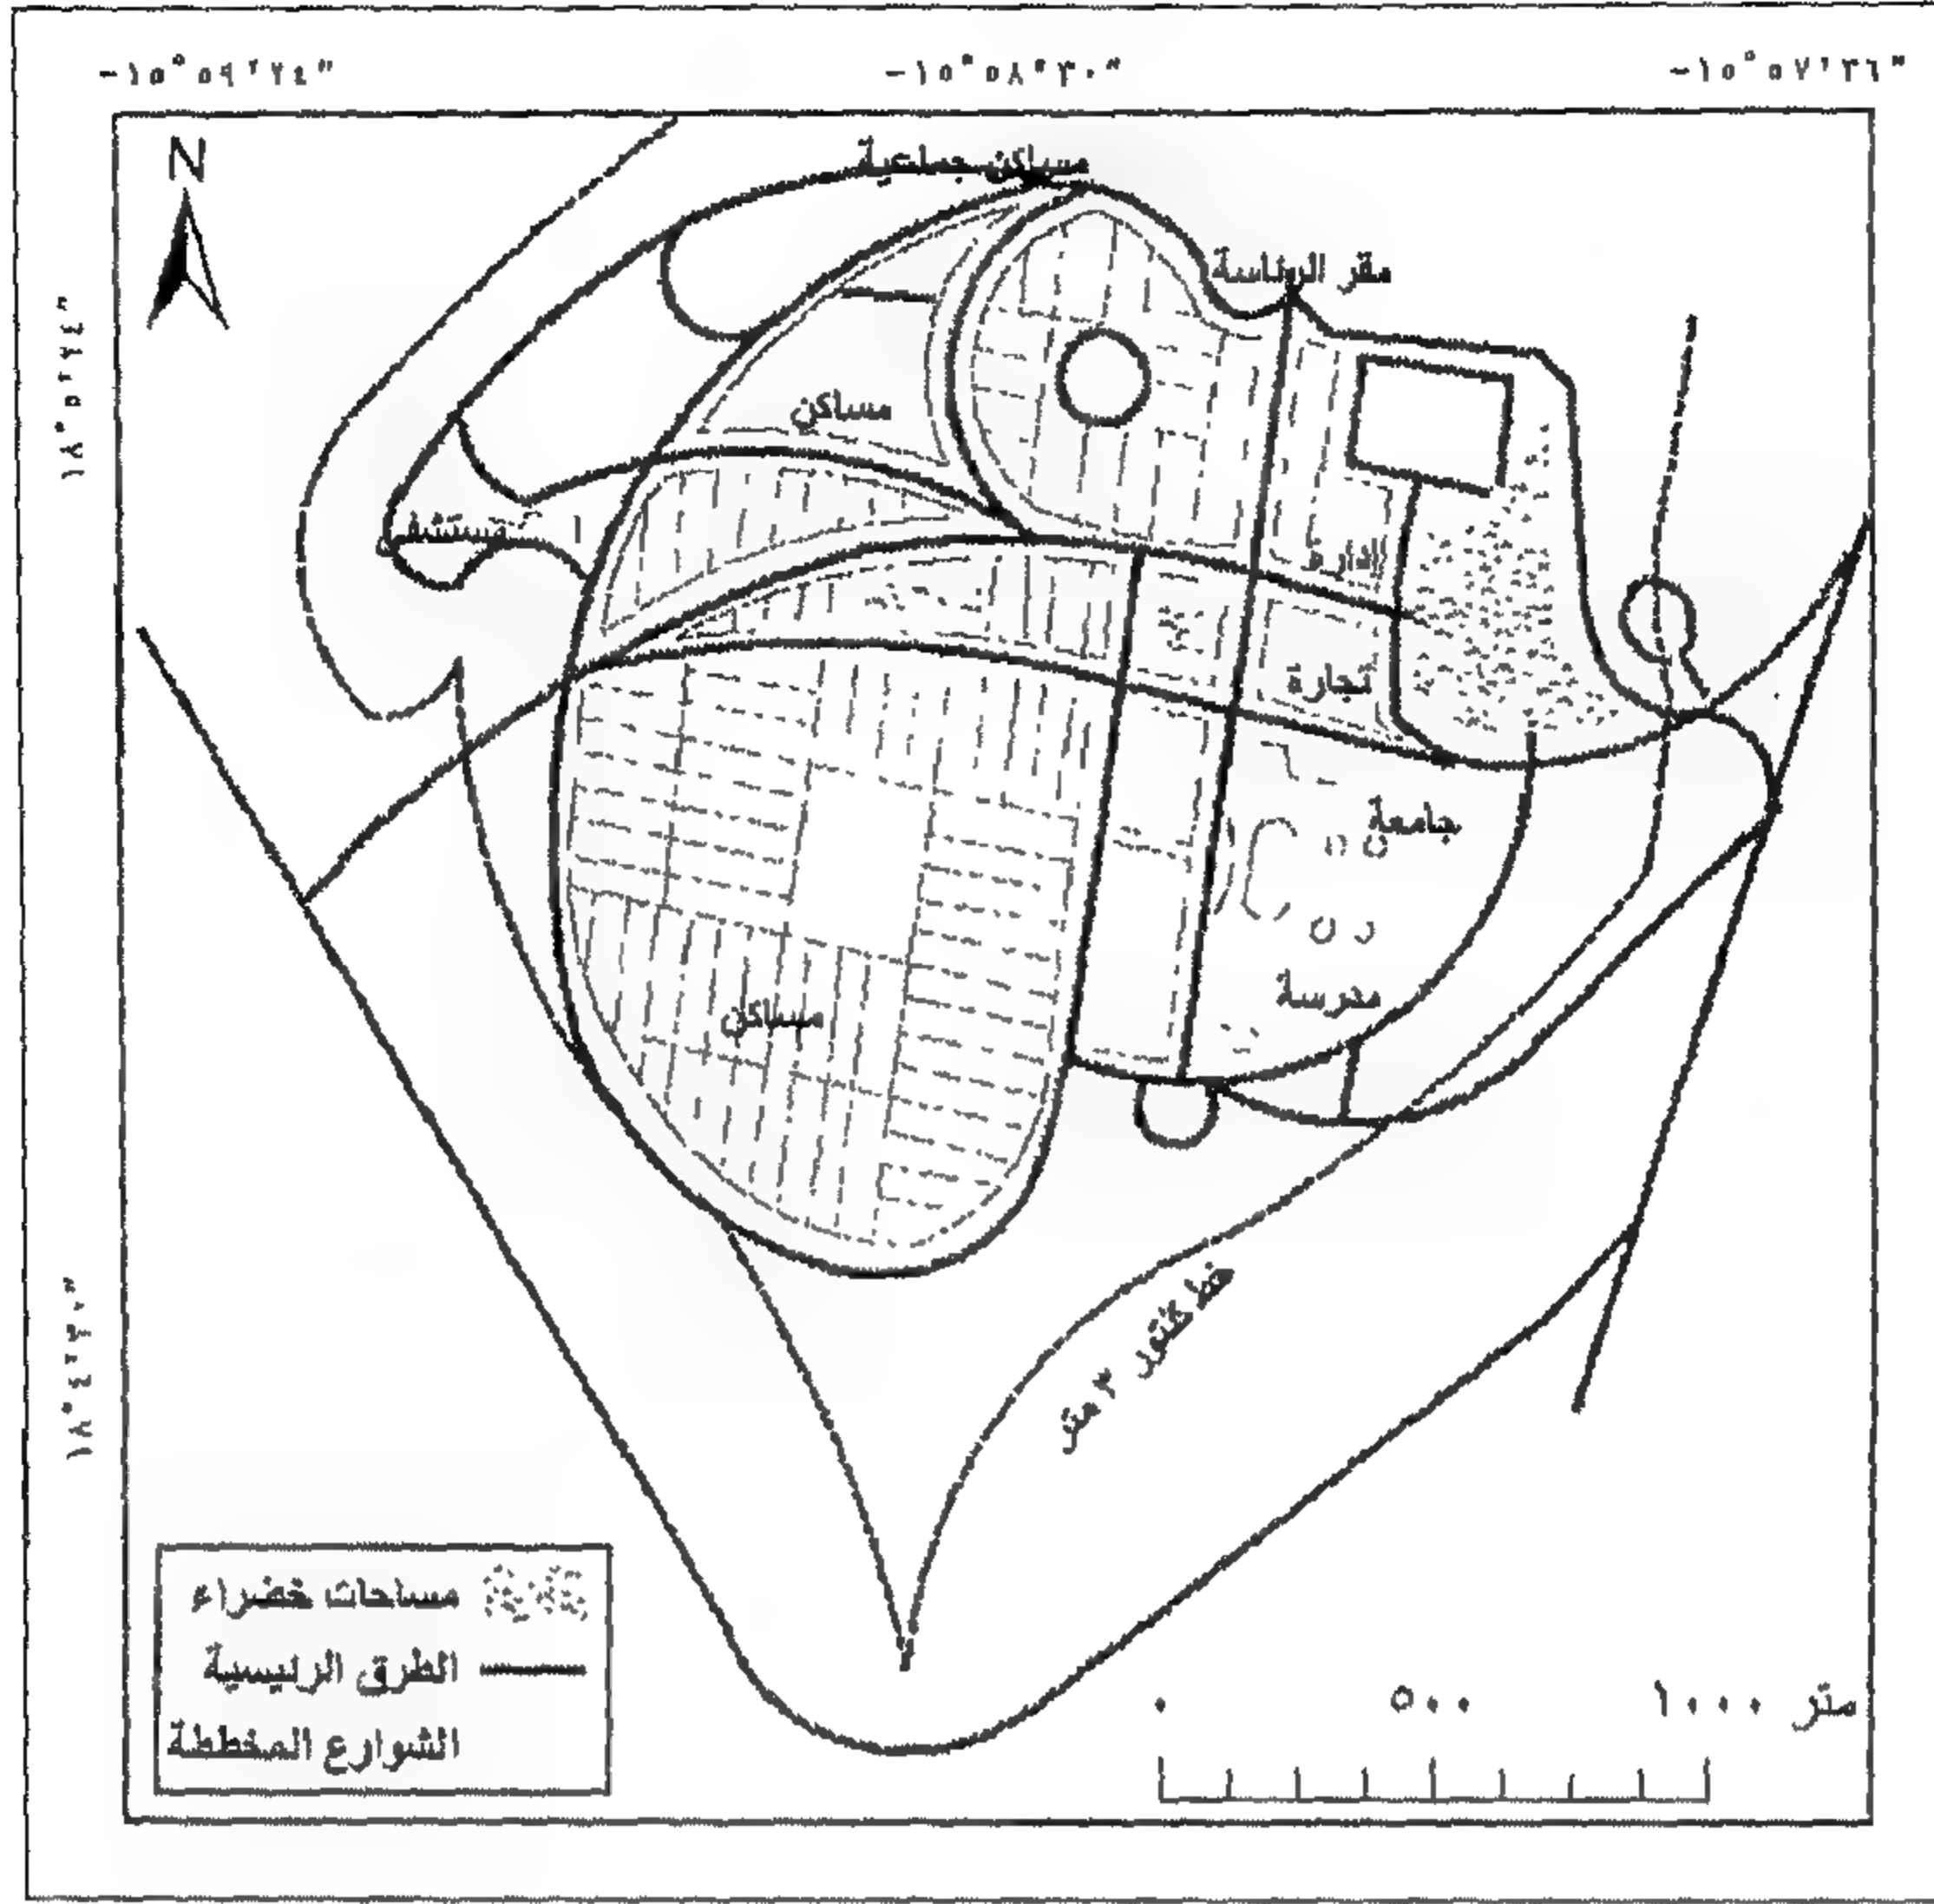 -١٥° ٥٩' ٢٤" -١٥° ٥٨' ٣٠" -١٥° ٥٧' ٣٦"
N
مساكن جماعية
مقر الرئاسة
مساكن
مستشفى
إدارة
تجارة
جامعة
مدرسة
مساكن
خط كنتور ٣ متر
مساحات خضراء
الطرق الرئيسية
الشوارع المخططة
٠ ٥٠٠ ١٠٠٠ متر